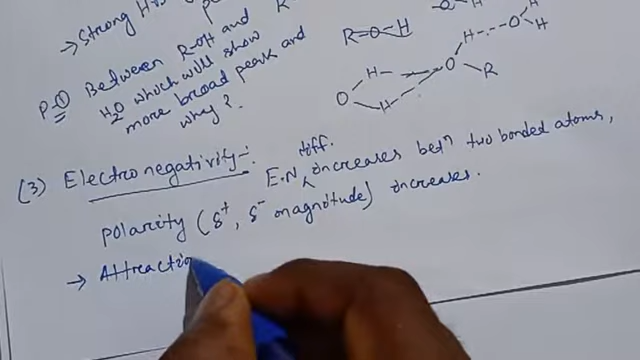 → Strong
P-① Between R-OH and
H2O which will show
more broad peak and
why?
R-O-H
H
O
H
H
O
R
H
O
H
(3) Electronegativity:-
diff.
E.N increases betn two bonded atoms,
polarity (δ+, δ- magnitude) increases.
→ Attraction